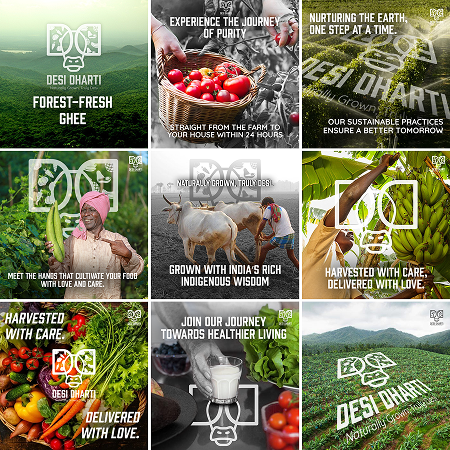 DESI DHARTI
Naturally Grown, Truly Desi
FOREST-FRESH
GHEE
EXPERIENCE THE JOURNEY
OF PURITY
STRAIGHT FROM THE FARM TO
YOUR HOUSE WITHIN 24 HOURS
NURTURING THE EARTH,
ONE STEP AT A TIME.
DESI DHARTI
Naturally Grown
OUR SUSTAINABLE PRACTICES
ENSURE A BETTER TOMORROW
MEET THE HANDS THAT CULTIVATE YOUR FOOD
WITH LOVE AND CARE.
NATURALLY GROWN, TRULY DESI
GROWN WITH INDIA'S RICH
INDIGENOUS WISDOM
HARVESTED WITH CARE,
DELIVERED WITH LOVE.
HARVESTED
WITH CARE.
DESI DHARTI
DELIVERED
WITH LOVE.
JOIN OUR JOURNEY
TOWARDS HEALTHIER LIVING
DESI DHARTI
Naturally Grown, Truly Desi